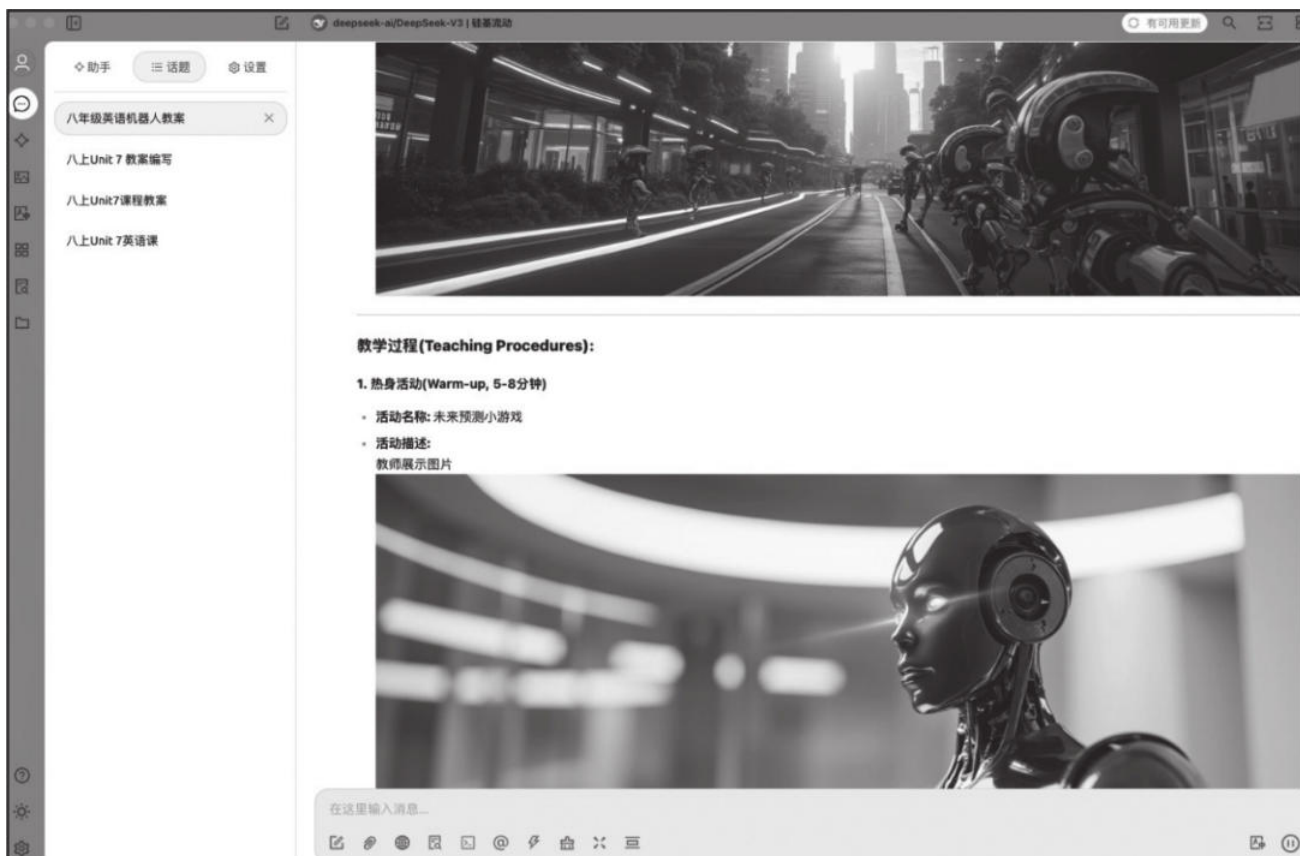 deepseek-ai/DeepSeek-V3 | 硅基流动
有可用更新
助手
话题
设置
八年级英语机器人教案
八上Unit 7 教案编写
八上Unit7课程教案
八上Unit 7英语课
教学过程(Teaching Procedures):
1. 热身活动(Warm-up, 5-8分钟)
• 活动名称: 未来预测小游戏
• 活动描述:
教师展示图片
在这里输入消息...